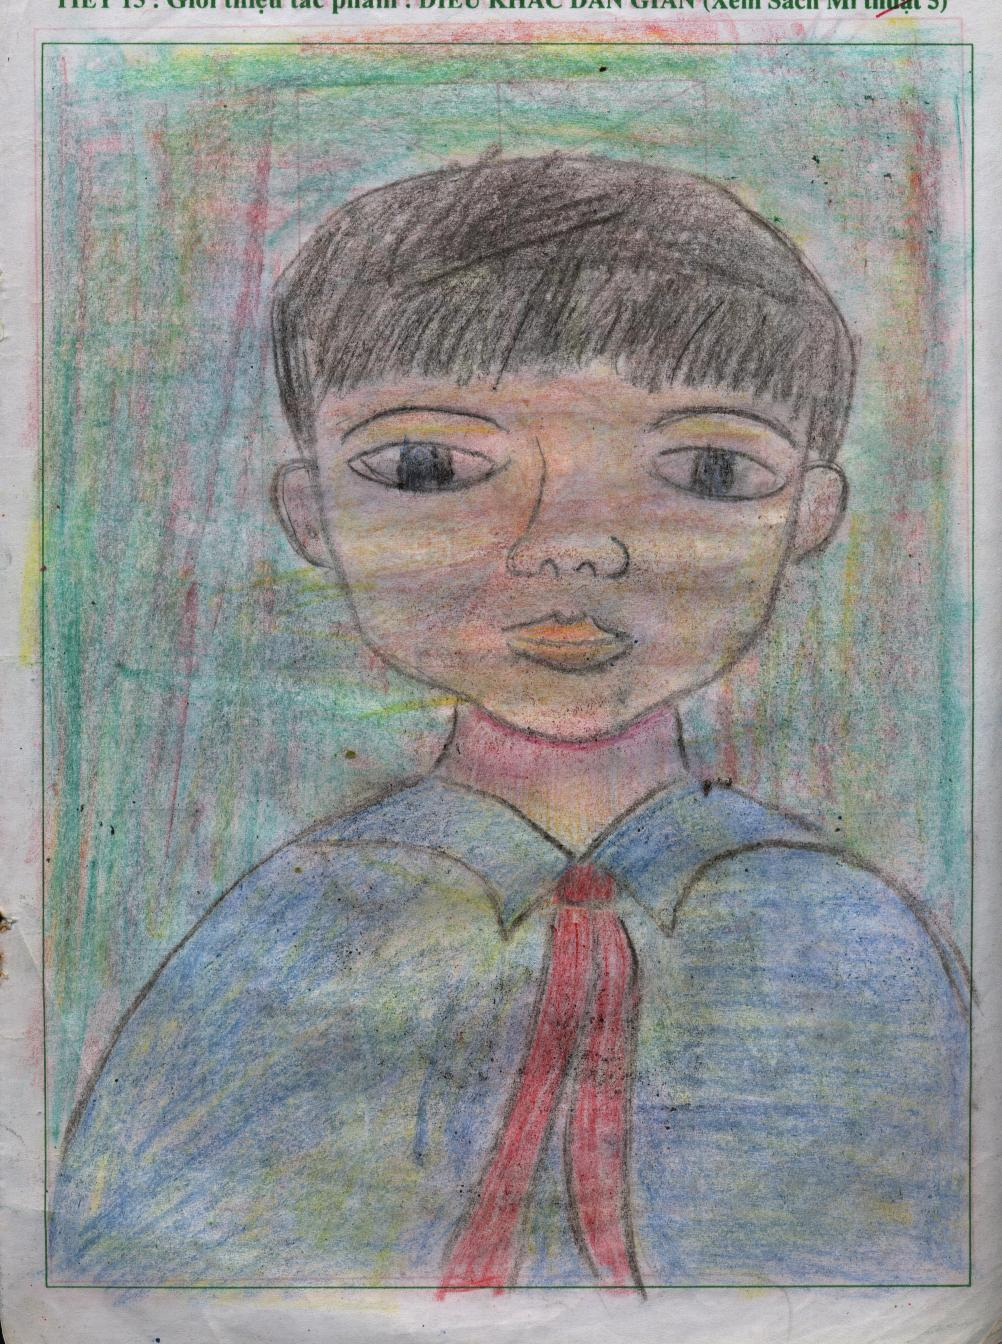 TIẾT 15 : Giới thiệu tác phẩm : ĐIÊU KHẮC DÂN GIAN (Xem Sách Mĩ thuật 5)